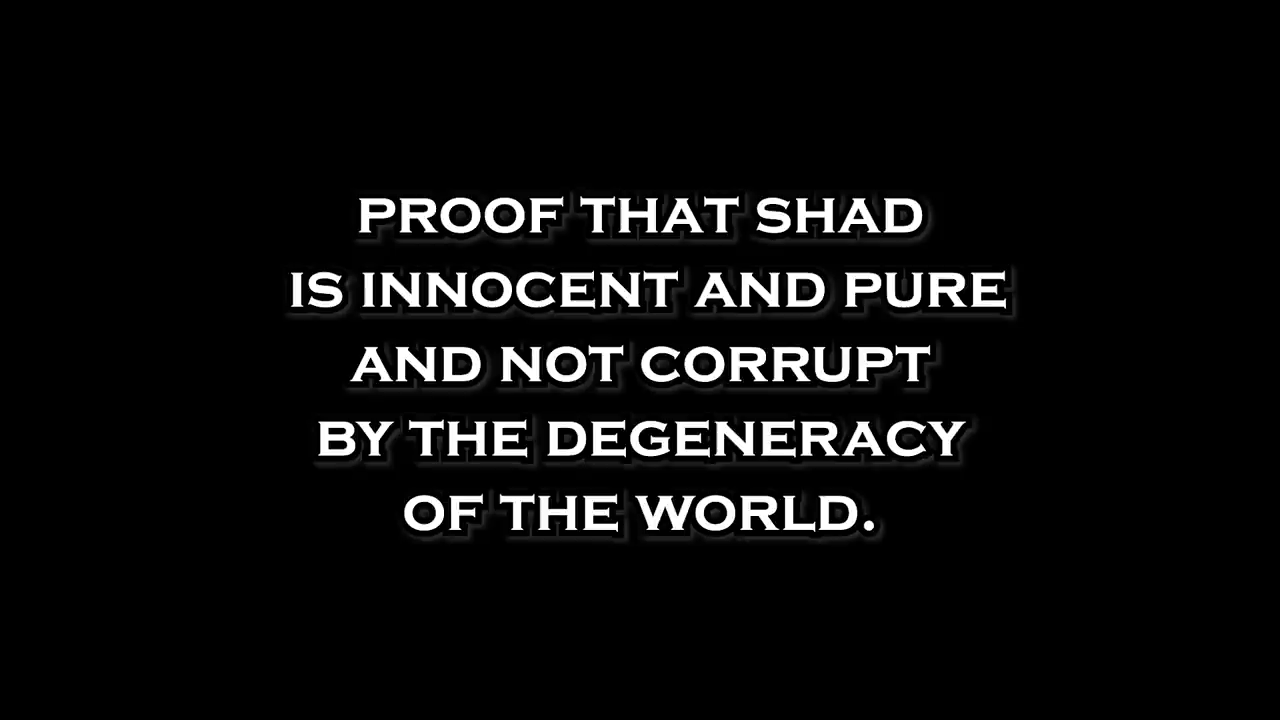 PROOF THAT SHAD
IS INNOCENT AND PURE
AND NOT CORRUPT
BY THE DEGENERACY
OF THE WORLD.